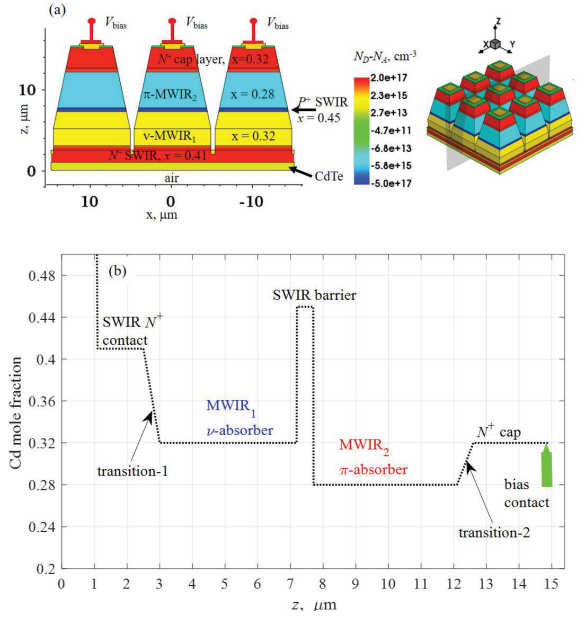 (a)
V_bias V_bias V_bias
N⁺ cap layer, x=0.32
π-MWIR₂ x = 0.28
P⁺ SWIR
x = 0.45
ν-MWIR₁ x = 0.32
N⁺ SWIR, x = 0.41
CdTe
air
z, μm
10
0
10 0 -10
x, μm
N_D-N_A, cm⁻³
2.0e+17
2.3e+15
2.7e+13
-4.7e+11
-6.8e+13
-5.8e+15
-5.0e+17
Z
X Y
(b)
0.48
0.44
0.4
0.36
0.32
0.28
0.24
0.2
Cd mole fraction
SWIR N⁺
contact
SWIR barrier
MWIR₁
ν-absorber
transition-1
MWIR₂
π-absorber
N⁺ cap
bias
contact
transition-2
0 1 2 3 4 5 6 7 8 9 10 11 12 13 14 15
z, μm